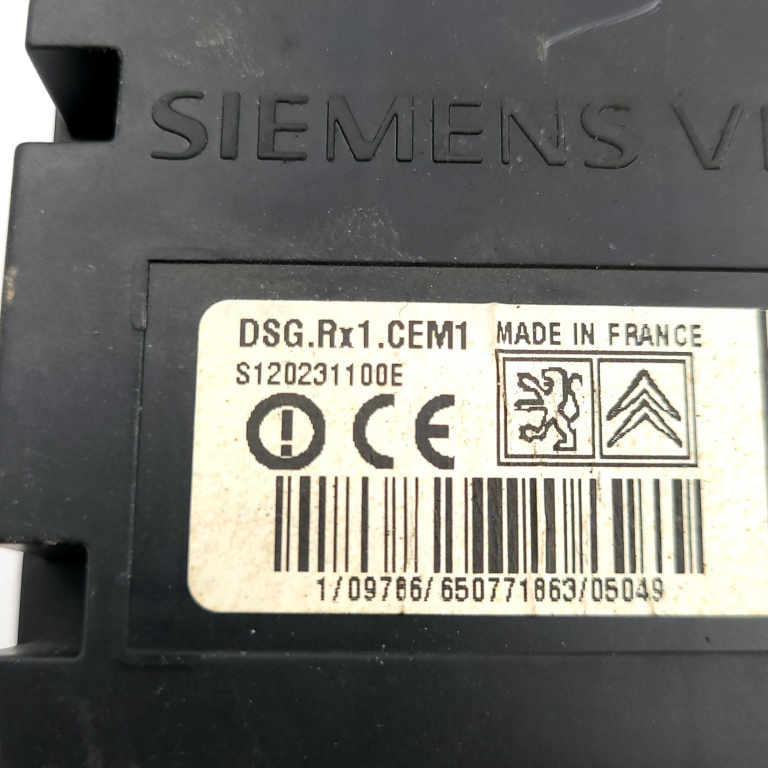 SIEMENS V
DSG.Rx1.CEM1 MADE IN FRANCE
S120231100E
CE
1/09786/650771863/05049